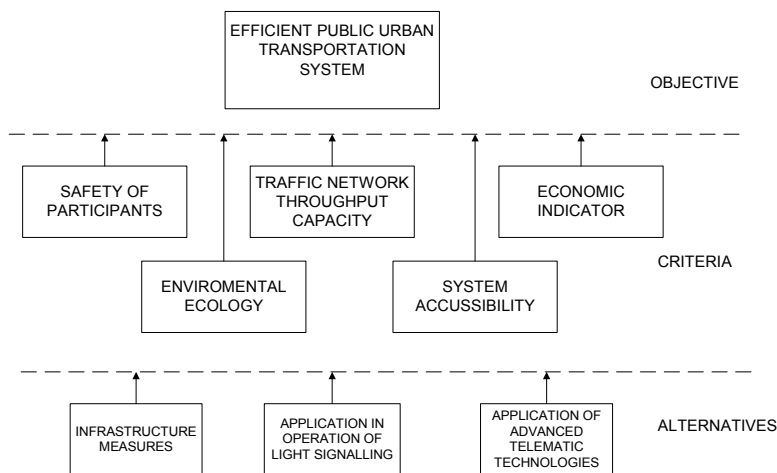 EFFICIENT PUBLIC URBAN
TRANSPORTATION
SYSTEM
OBJECTIVE
SAFETY OF
PARTICIPANTS
TRAFFIC NETWORK
THROUGHPUT
CAPACITY
ECONOMIC
INDICATOR
ENVIROMENTAL
ECOLOGY
SYSTEM
ACCUSSIBILITY
CRITERIA
INFRASTRUCTURE
MEASURES
APPLICATION IN
OPERATION OF
LIGHT SIGNALLING
APPLICATION OF
ADVANCED
TELEMATIC
TECHNOLOGIES
ALTERNATIVES